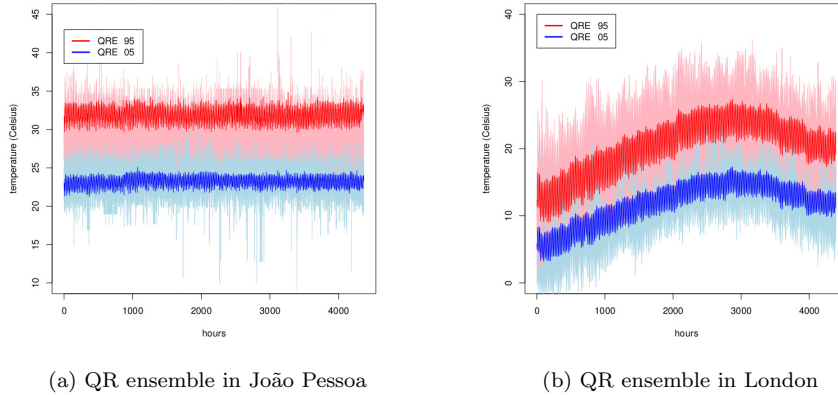 QRE 95
QRE 05
temperature (Celsius)
45
40
35
30
25
20
15
10
0 1000 2000 3000 4000
hours
(a) QR ensemble in João Pessoa
QRE 95
QRE 05
temperature (Celsius)
40
30
20
10
0
0 1000 2000 3000 4000
hours
(b) QR ensemble in London